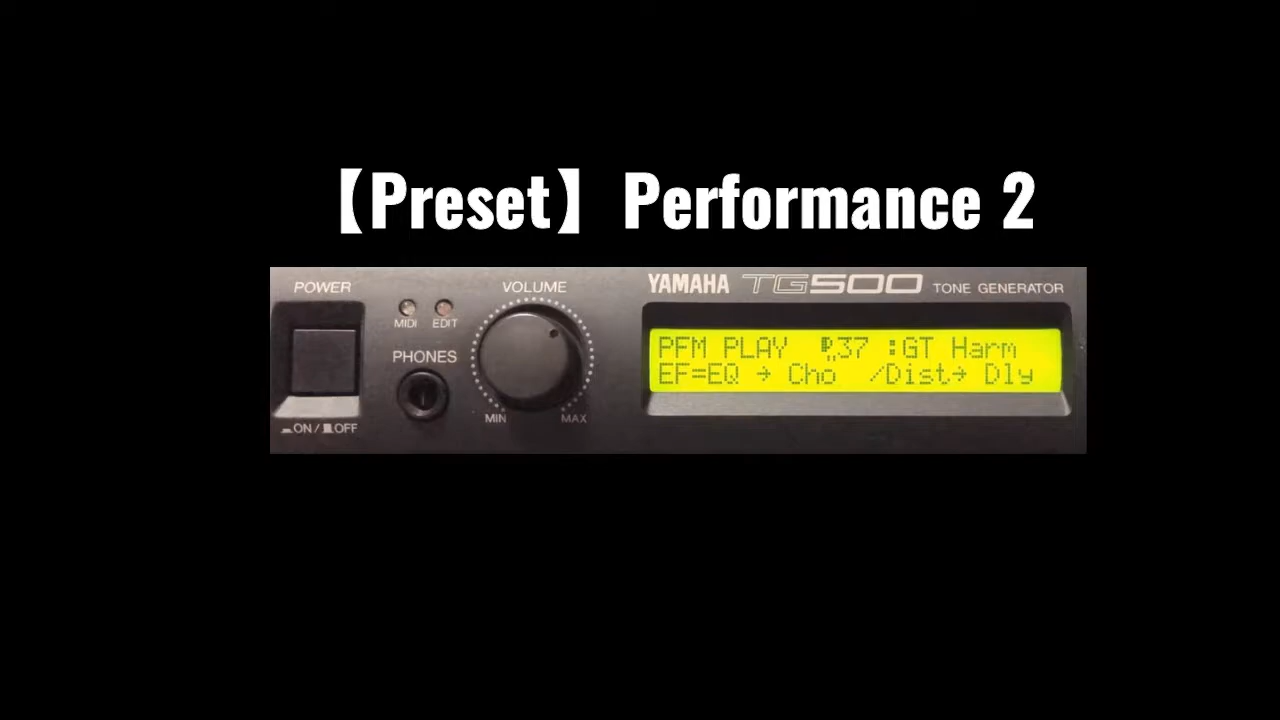 【Preset】 Performance 2
POWER
VOLUME
YAMAHA TG500 TONE GENERATOR
MIDI EDIT
PHONES
PFM PLAY 37 :GT Harm
EF=EQ → Cho /Dist→ Dly
MIN MAX
ON / OFF